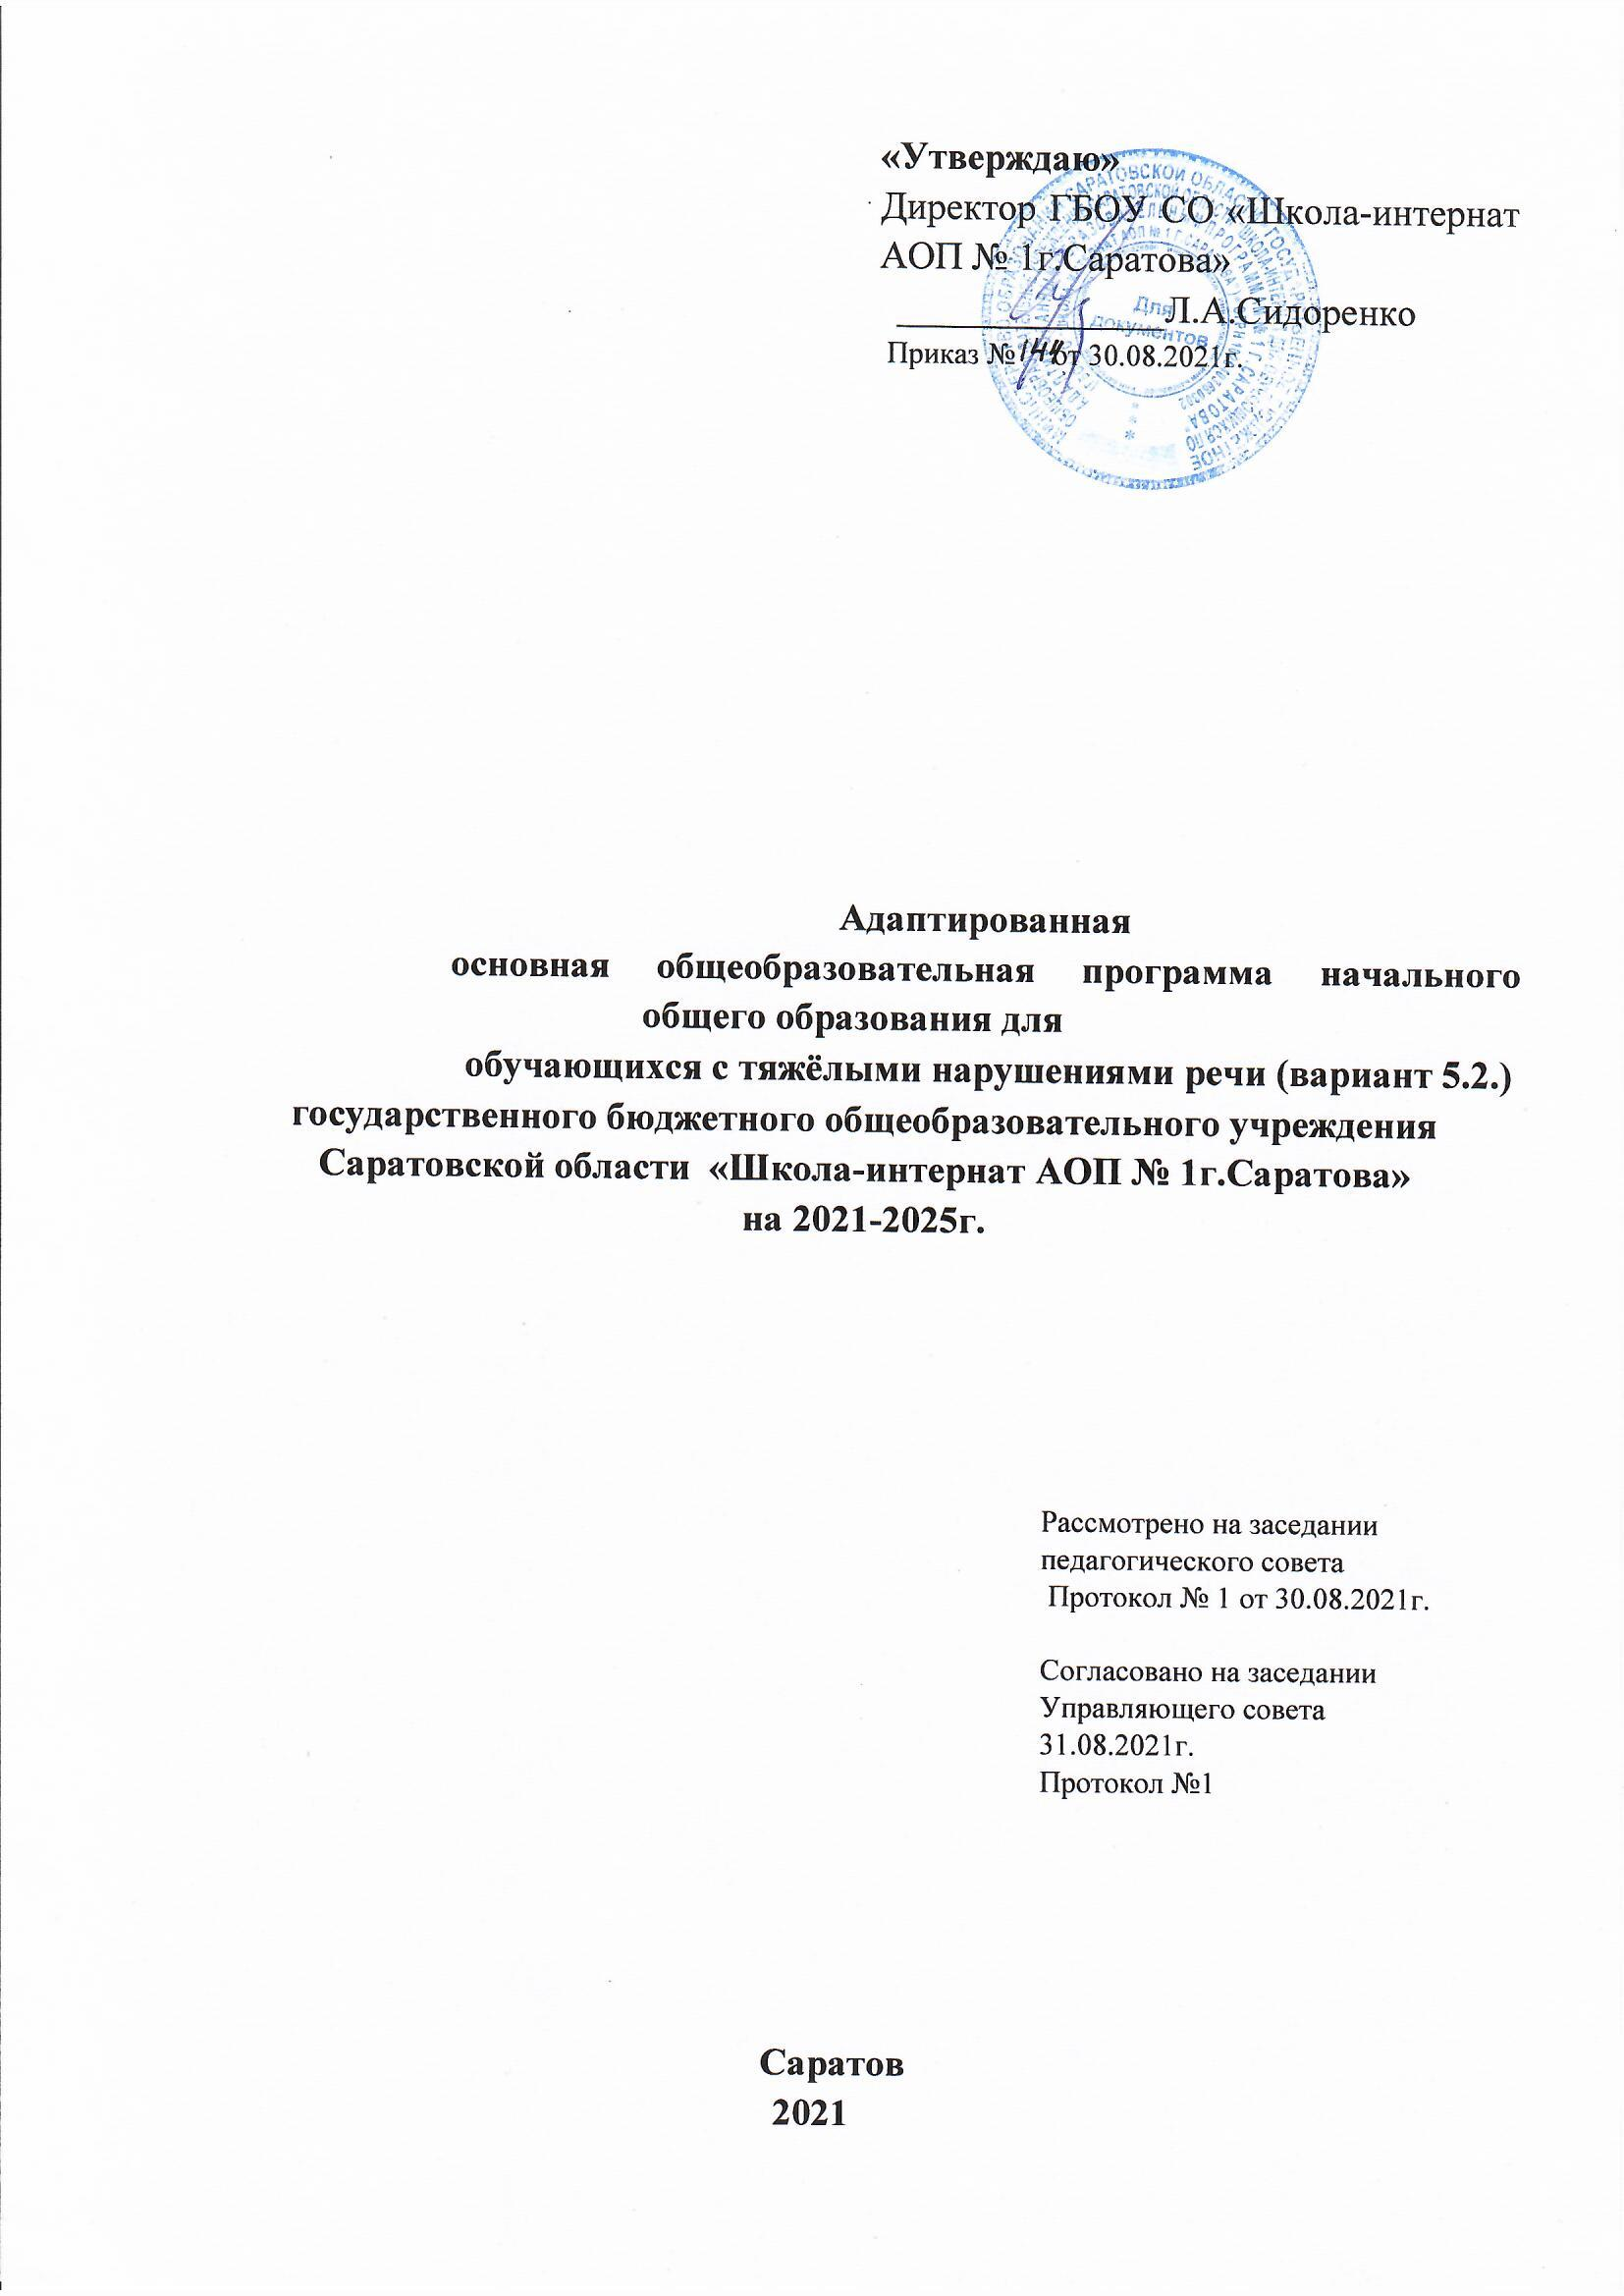 «Утверждаю»
Директор ГБОУ СО «Школа-интернат
АОП № 1г.Саратова»
Л.А.Сидоренко
Приказ №144 от 30.08.2021г.
Для
документов
Адаптированная
основная общеобразовательная программа начального
общего образования для
обучающихся с тяжёлыми нарушениями речи (вариант 5.2.)
государственного бюджетного общеобразовательного учреждения
Саратовской области «Школа-интернат АОП № 1г.Саратова»
на 2021-2025г.
Рассмотрено на заседании
педагогического совета
Протокол № 1 от 30.08.2021г.
Согласовано на заседании
Управляющего совета
31.08.2021г.
Протокол №1
Саратов
2021